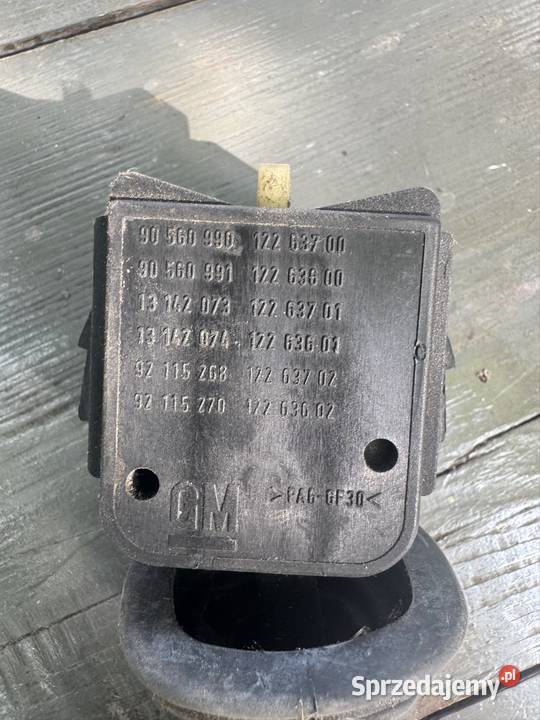 90 560 990 122 637 00
90 560 991 122 636 00
13 142 073 122 637 01
13 142 074 122 636 01
92 115 268 122 637 02
92 115 270 122 636 02
GM >PA6-GF30<
Sprzedajemy.pl